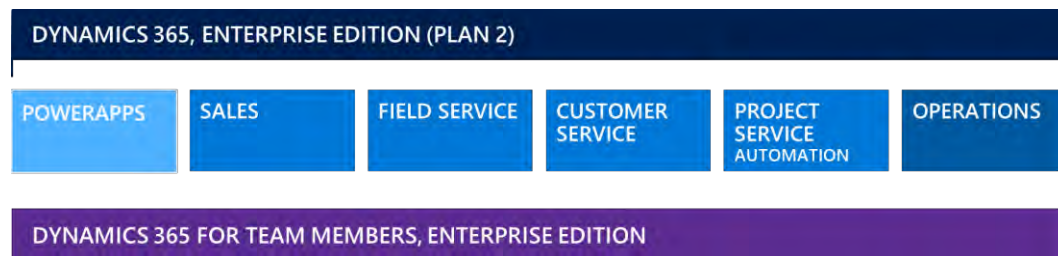 DYNAMICS 365, ENTERPRISE EDITION (PLAN 2)
POWERAPPS
SALES
FIELD SERVICE
CUSTOMER
SERVICE
PROJECT
SERVICE
AUTOMATION
OPERATIONS
DYNAMICS 365 FOR TEAM MEMBERS, ENTERPRISE EDITION